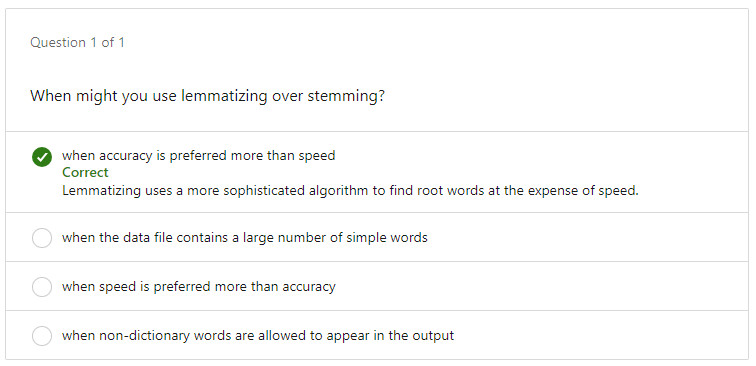 Question 1 of 1
When might you use lemmatizing over stemming?
when accuracy is preferred more than speed
Correct
Lemmatizing uses a more sophisticated algorithm to find root words at the expense of speed.
when the data file contains a large number of simple words
when speed is preferred more than accuracy
when non-dictionary words are allowed to appear in the output